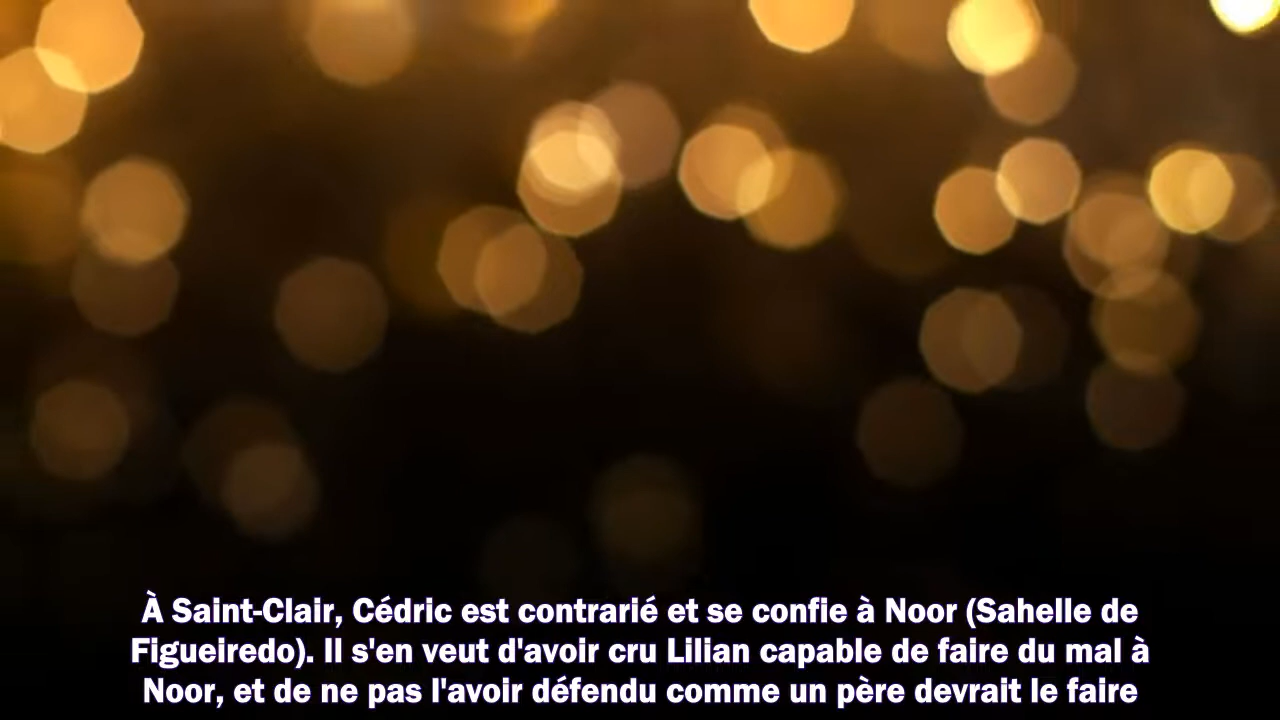 À Saint-Clair, Cédric est contrarié et se confie à Noor (Sahelle de
Figueiredo). Il s'en veut d'avoir cru Lilian capable de faire du mal à
Noor, et de ne pas l'avoir défendu comme un père devrait le faire